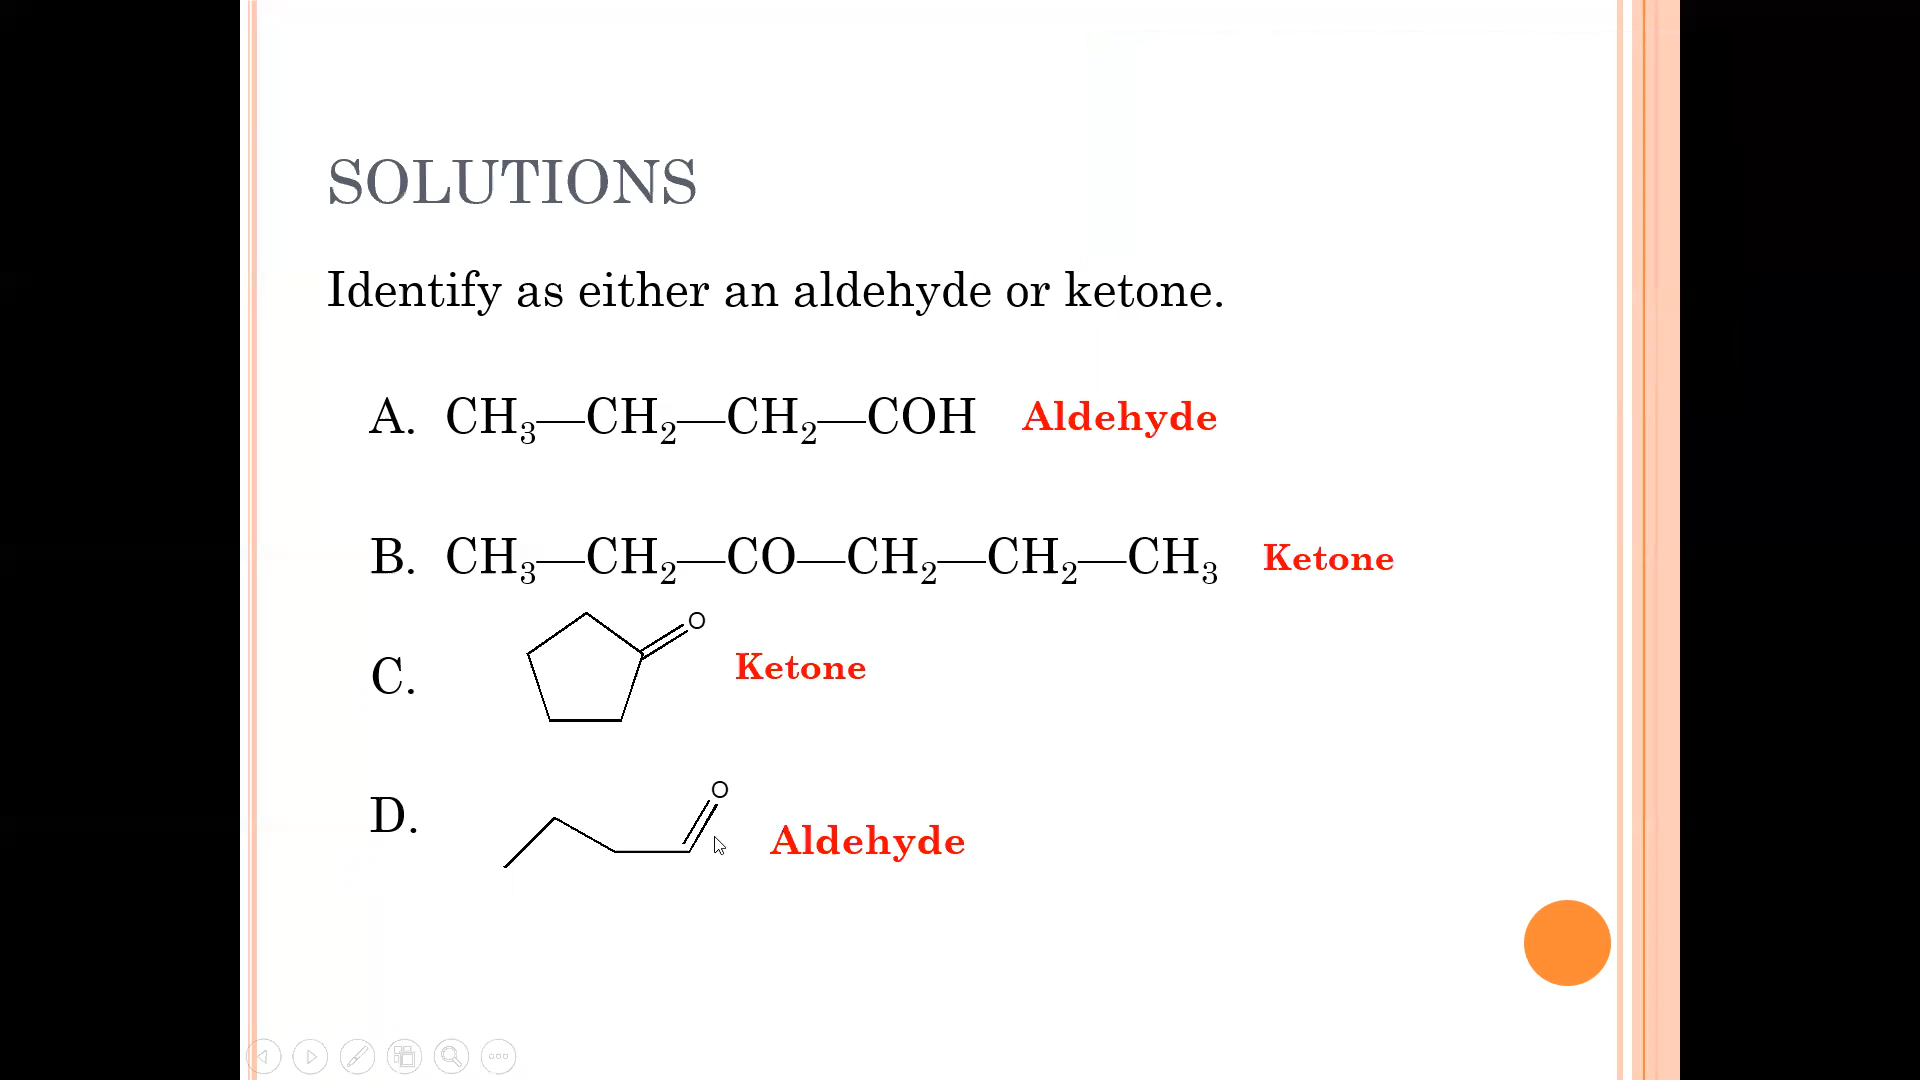 SOLUTIONS
Identify as either an aldehyde or ketone.
A. CH₃—CH₂—CH₂—COH Aldehyde
B. CH₃—CH₂—CO—CH₂—CH₂—CH₃ Ketone
O
C. Ketone
O
D. Aldehyde